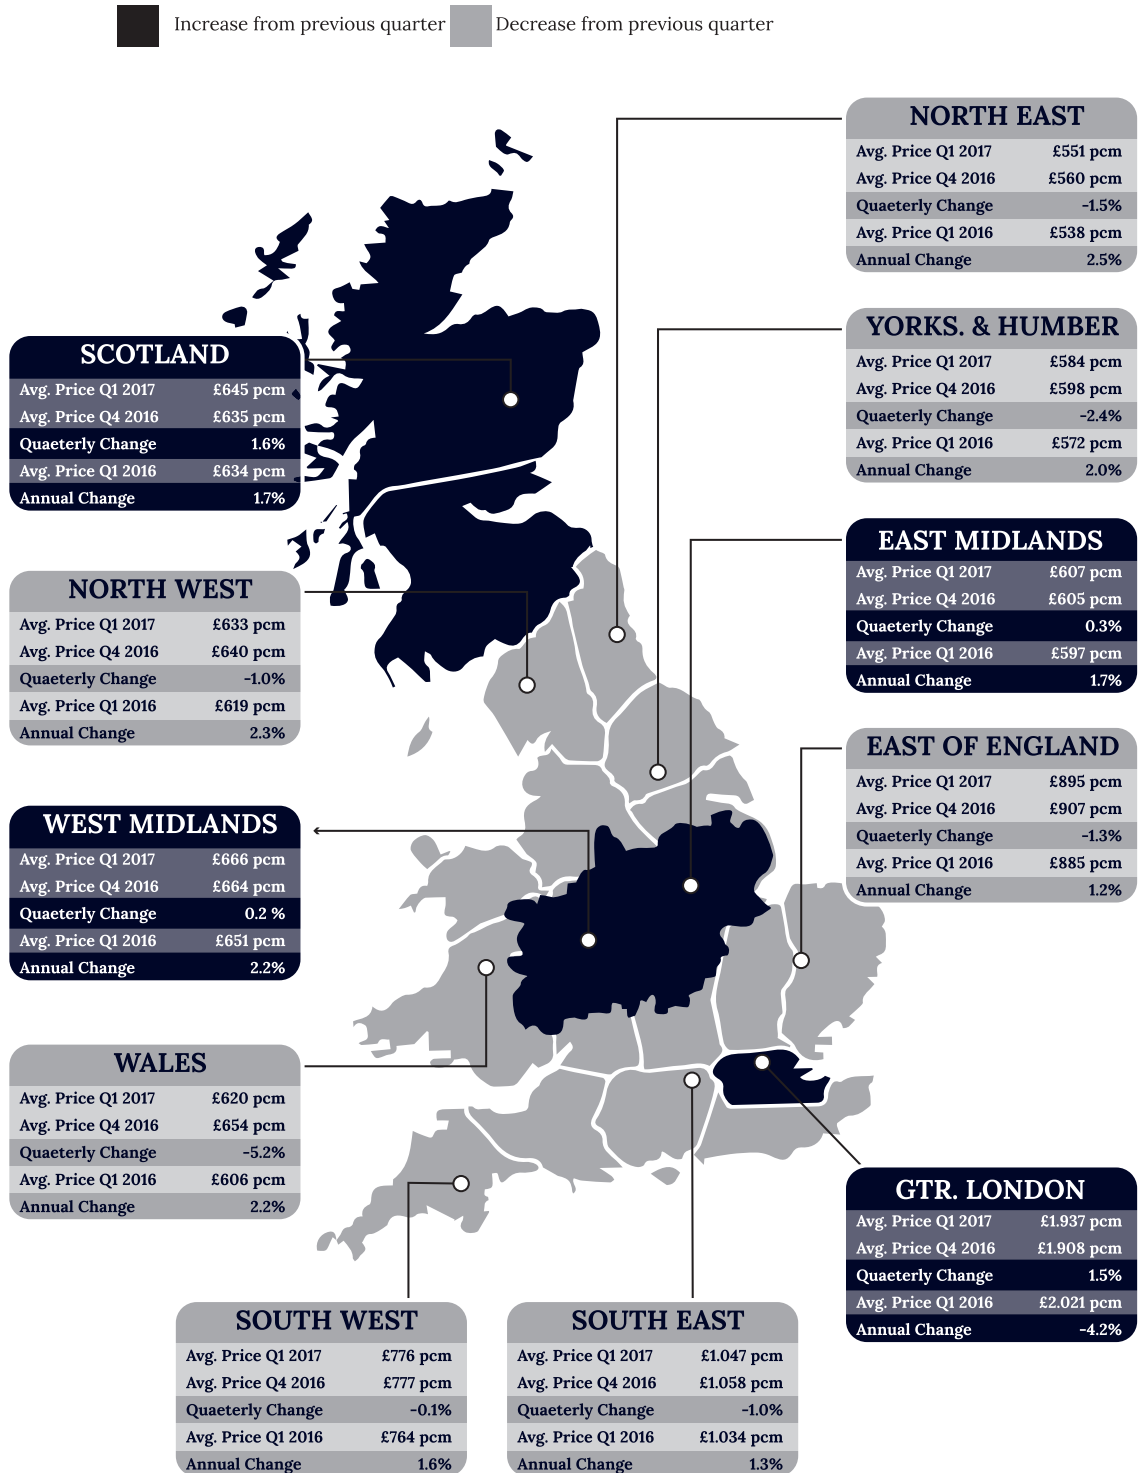 Increase from previous quarter
Decrease from previous quarter
NORTH EAST
Avg. Price Q1 2017 £551 pcm
Avg. Price Q4 2016 £560 pcm
Quaeterly Change -1.5%
Avg. Price Q1 2016 £538 pcm
Annual Change 2.5%
YORKS. & HUMBER
Avg. Price Q1 2017 £584 pcm
Avg. Price Q4 2016 £598 pcm
Quaeterly Change -2.4%
Avg. Price Q1 2016 £572 pcm
Annual Change 2.0%
SCOTLAND
Avg. Price Q1 2017 £645 pcm
Avg. Price Q4 2016 £635 pcm
Quaeterly Change 1.6%
Avg. Price Q1 2016 £634 pcm
Annual Change 1.7%
EAST MIDLANDS
Avg. Price Q1 2017 £607 pcm
Avg. Price Q4 2016 £605 pcm
Quaeterly Change 0.3%
Avg. Price Q1 2016 £597 pcm
Annual Change 1.7%
NORTH WEST
Avg. Price Q1 2017 £633 pcm
Avg. Price Q4 2016 £640 pcm
Quaeterly Change -1.0%
Avg. Price Q1 2016 £619 pcm
Annual Change 2.3%
EAST OF ENGLAND
Avg. Price Q1 2017 £895 pcm
Avg. Price Q4 2016 £907 pcm
Quaeterly Change -1.3%
Avg. Price Q1 2016 £885 pcm
Annual Change 1.2%
WEST MIDLANDS
Avg. Price Q1 2017 £666 pcm
Avg. Price Q4 2016 £664 pcm
Quaeterly Change 0.2 %
Avg. Price Q1 2016 £651 pcm
Annual Change 2.2%
WALES
Avg. Price Q1 2017 £620 pcm
Avg. Price Q4 2016 £654 pcm
Quaeterly Change -5.2%
Avg. Price Q1 2016 £606 pcm
Annual Change 2.2%
GTR. LONDON
Avg. Price Q1 2017 £1.937 pcm
Avg. Price Q4 2016 £1.908 pcm
Quaeterly Change 1.5%
Avg. Price Q1 2016 £2.021 pcm
Annual Change -4.2%
SOUTH WEST
Avg. Price Q1 2017 £776 pcm
Avg. Price Q4 2016 £777 pcm
Quaeterly Change -0.1%
Avg. Price Q1 2016 £764 pcm
Annual Change 1.6%
SOUTH EAST
Avg. Price Q1 2017 £1.047 pcm
Avg. Price Q4 2016 £1.058 pcm
Quaeterly Change -1.0%
Avg. Price Q1 2016 £1.034 pcm
Annual Change 1.3%